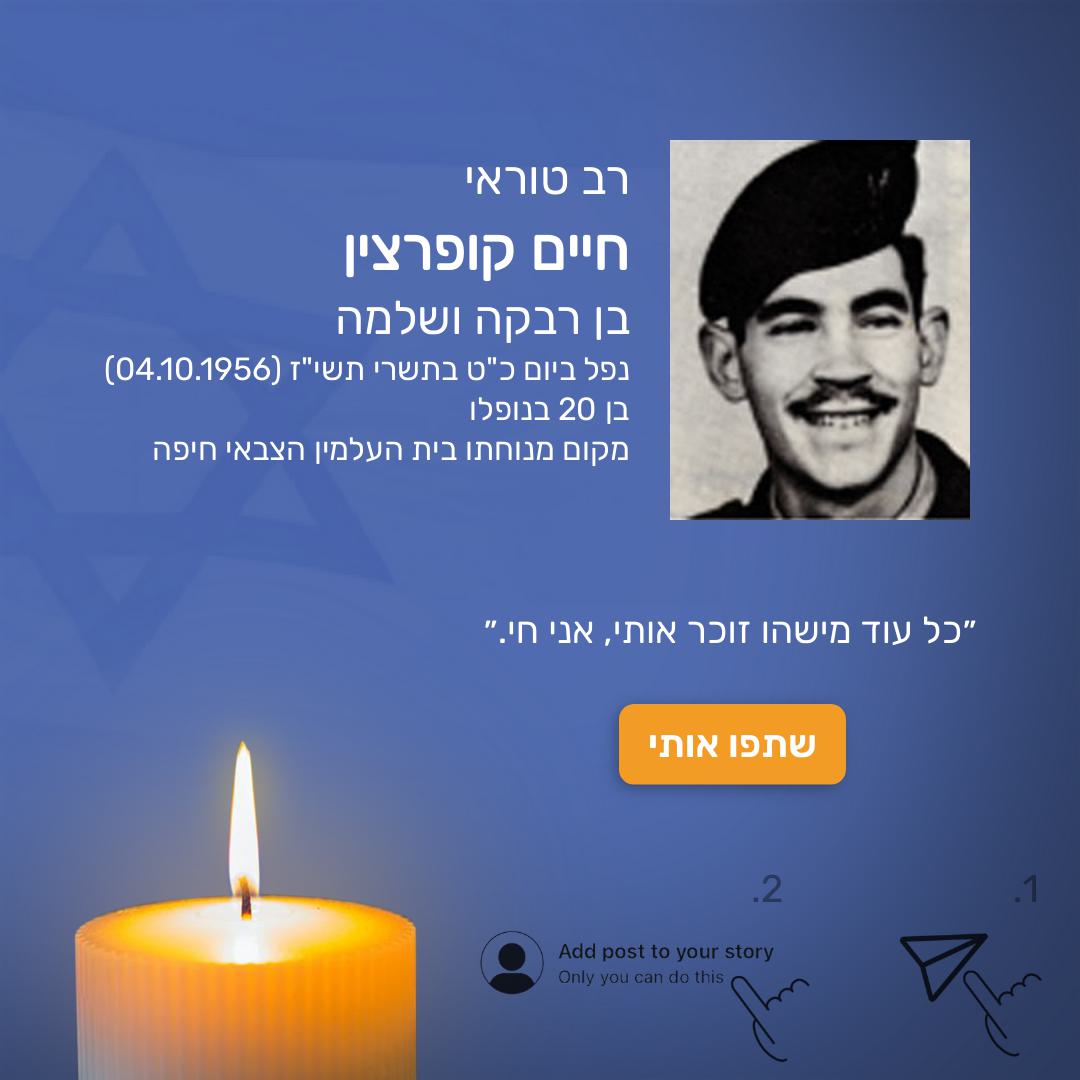 רב טוראי
חיים קופרצין
בן רבקה ושלמה
נפל ביום כ"ט בתשרי תשי"ז (04.10.1956)
בן 20 בנופלו
מקום מנוחתו בית העלמין הצבאי חיפה
״כל עוד מישהו זוכר אותי, אני חי.״
שתפו אותי
1.
2.
Add post to your story
Only you can do this